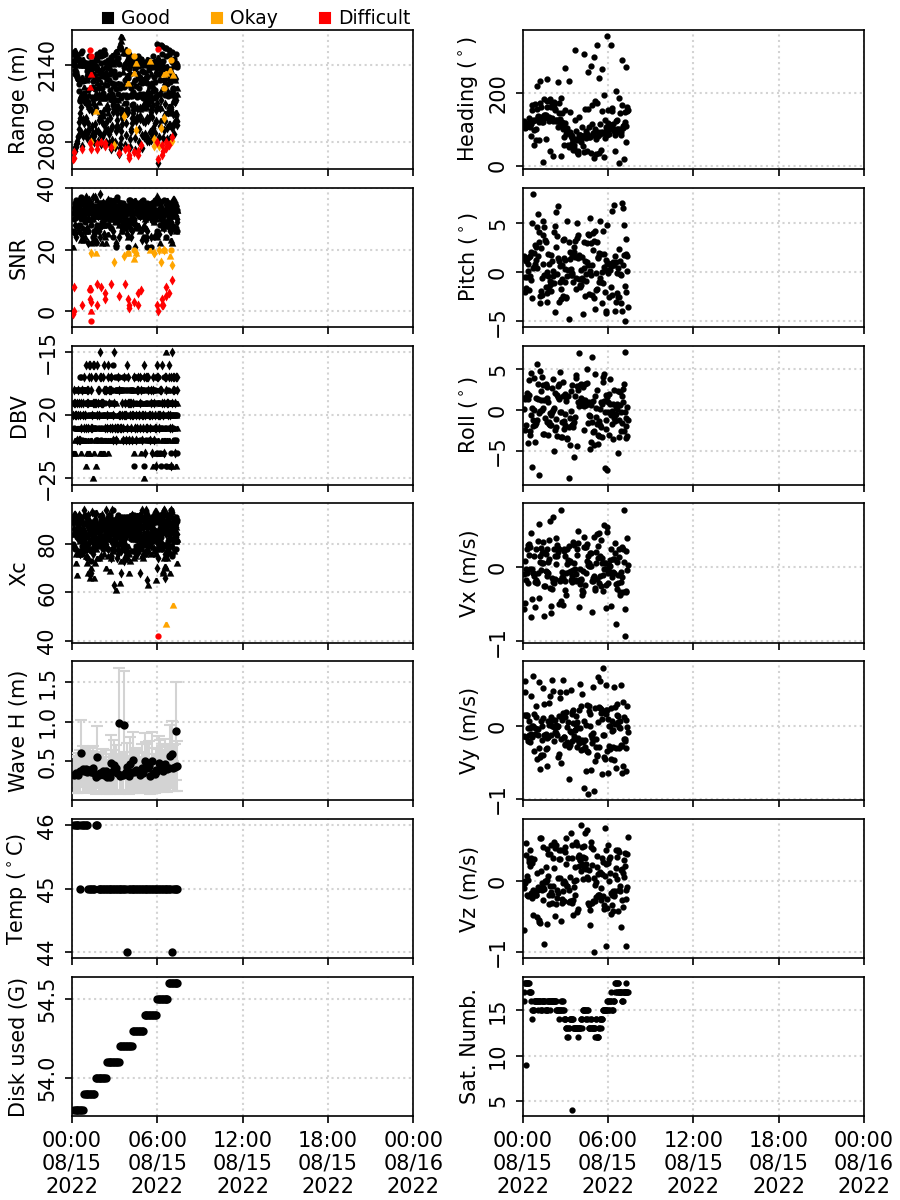 Good Okay Difficult
Range (m)
2140
2080
Heading (°)
200
0
SNR
40
20
0
Pitch (°)
5
0
−5
DBV
−15
−20
−25
Roll (°)
5
0
−5
Xc
80
60
40
Vx (m/s)
0
−1
Wave H (m)
1.5
1.0
0.5
Vy (m/s)
0
−1
Temp (°C)
46
45
44
Vz (m/s)
0
−1
Disk used (G)
54.5
54.0
Sat. Numb.
15
10
5
00:00 06:00 12:00 18:00 00:00
08/15 08/15 08/15 08/15 08/16
2022 2022 2022 2022 2022
00:00 06:00 12:00 18:00 00:00
08/15 08/15 08/15 08/15 08/16
2022 2022 2022 2022 2022